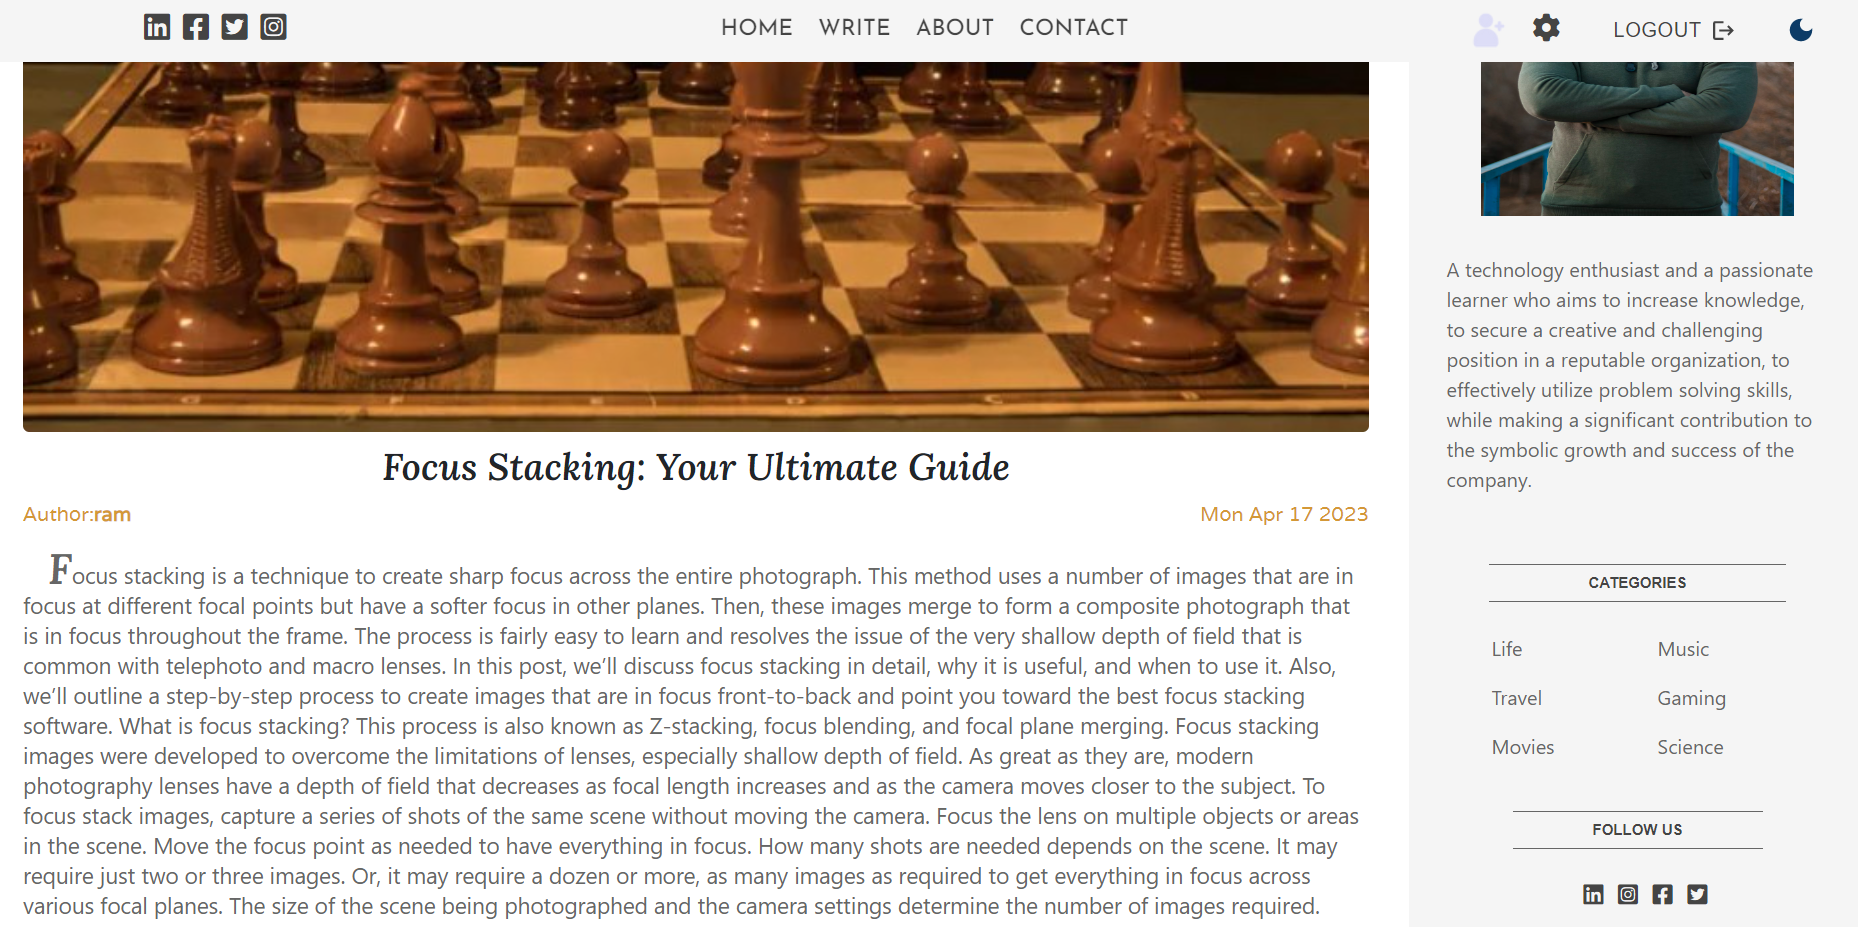 HOME WRITE ABOUT CONTACT
LOGOUT
Focus Stacking: Your Ultimate Guide
Author:ram
Mon Apr 17 2023
Focus stacking is a technique to create sharp focus across the entire photograph. This method uses a number of images that are in
focus at different focal points but have a softer focus in other planes. Then, these images merge to form a composite photograph that
is in focus throughout the frame. The process is fairly easy to learn and resolves the issue of the very shallow depth of field that is
common with telephoto and macro lenses. In this post, we’ll discuss focus stacking in detail, why it is useful, and when to use it. Also,
we’ll outline a step-by-step process to create images that are in focus front-to-back and point you toward the best focus stacking
software. What is focus stacking? This process is also known as Z-stacking, focus blending, and focal plane merging. Focus stacking
images were developed to overcome the limitations of lenses, especially shallow depth of field. As great as they are, modern
photography lenses have a depth of field that decreases as focal length increases and as the camera moves closer to the subject. To
focus stack images, capture a series of shots of the same scene without moving the camera. Focus the lens on multiple objects or areas
in the scene. Move the focus point as needed to have everything in focus. How many shots are needed depends on the scene. It may
require just two or three images. Or, it may require a dozen or more, as many images as required to get everything in focus across
various focal planes. The size of the scene being photographed and the camera settings determine the number of images required.
A technology enthusiast and a passionate
learner who aims to increase knowledge,
to secure a creative and challenging
position in a reputable organization, to
effectively utilize problem solving skills,
while making a significant contribution to
the symbolic growth and success of the
company.
CATEGORIES
Life Music
Travel Gaming
Movies Science
FOLLOW US